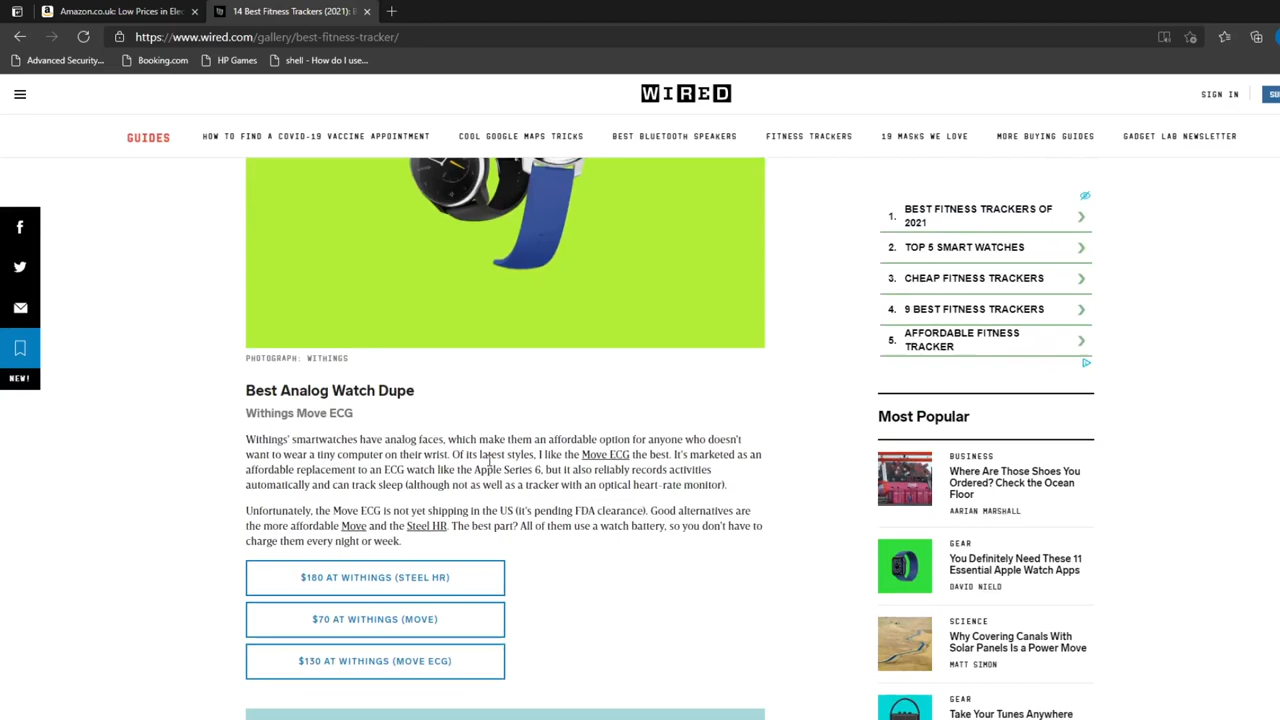 Amazon.co.uk: Low Prices in Elec
14 Best Fitness Trackers (2021): B
https://www.wired.com/gallery/best-fitness-tracker/
Advanced Security...
Booking.com
HP Games
shell - How do I use...
WIRED
SIGN IN
SU
GUIDES
HOW TO FIND A COVID-19 VACCINE APPOINTMENT
COOL GOOGLE MAPS TRICKS
BEST BLUETOOTH SPEAKERS
FITNESS TRACKERS
19 MASKS WE LOVE
MORE BUYING GUIDES
GADGET LAB NEWSLETTER
NEW!
PHOTOGRAPH: WITHINGS
Best Analog Watch Dupe
Withings Move ECG
Withings' smartwatches have analog faces, which make them an affordable option for anyone who doesn't
want to wear a tiny computer on their wrist. Of its latest styles, I like the Move ECG the best. It's marketed as an
affordable replacement to an ECG watch like the Apple Series 6, but it also reliably records activities
automatically and can track sleep (although not as well as a tracker with an optical heart-rate monitor).
Unfortunately, the Move ECG is not yet shipping in the US (it's pending FDA clearance). Good alternatives are
the more affordable Move and the Steel HR. The best part? All of them use a watch battery, so you don't have to
charge them every night or week.
$180 AT WITHINGS (STEEL HR)
$70 AT WITHINGS (MOVE)
$130 AT WITHINGS (MOVE ECG)
1. BEST FITNESS TRACKERS OF
2021
2. TOP 5 SMART WATCHES
3. CHEAP FITNESS TRACKERS
4. 9 BEST FITNESS TRACKERS
5. AFFORDABLE FITNESS
TRACKER
Most Popular
BUSINESS
Where Are Those Shoes You
Ordered? Check the Ocean
Floor
AARIAN MARSHALL
GEAR
You Definitely Need These 11
Essential Apple Watch Apps
DAVID NIELD
SCIENCE
Why Covering Canals With
Solar Panels Is a Power Move
MATT SIMON
GEAR
Take Your Tunes Anywhere